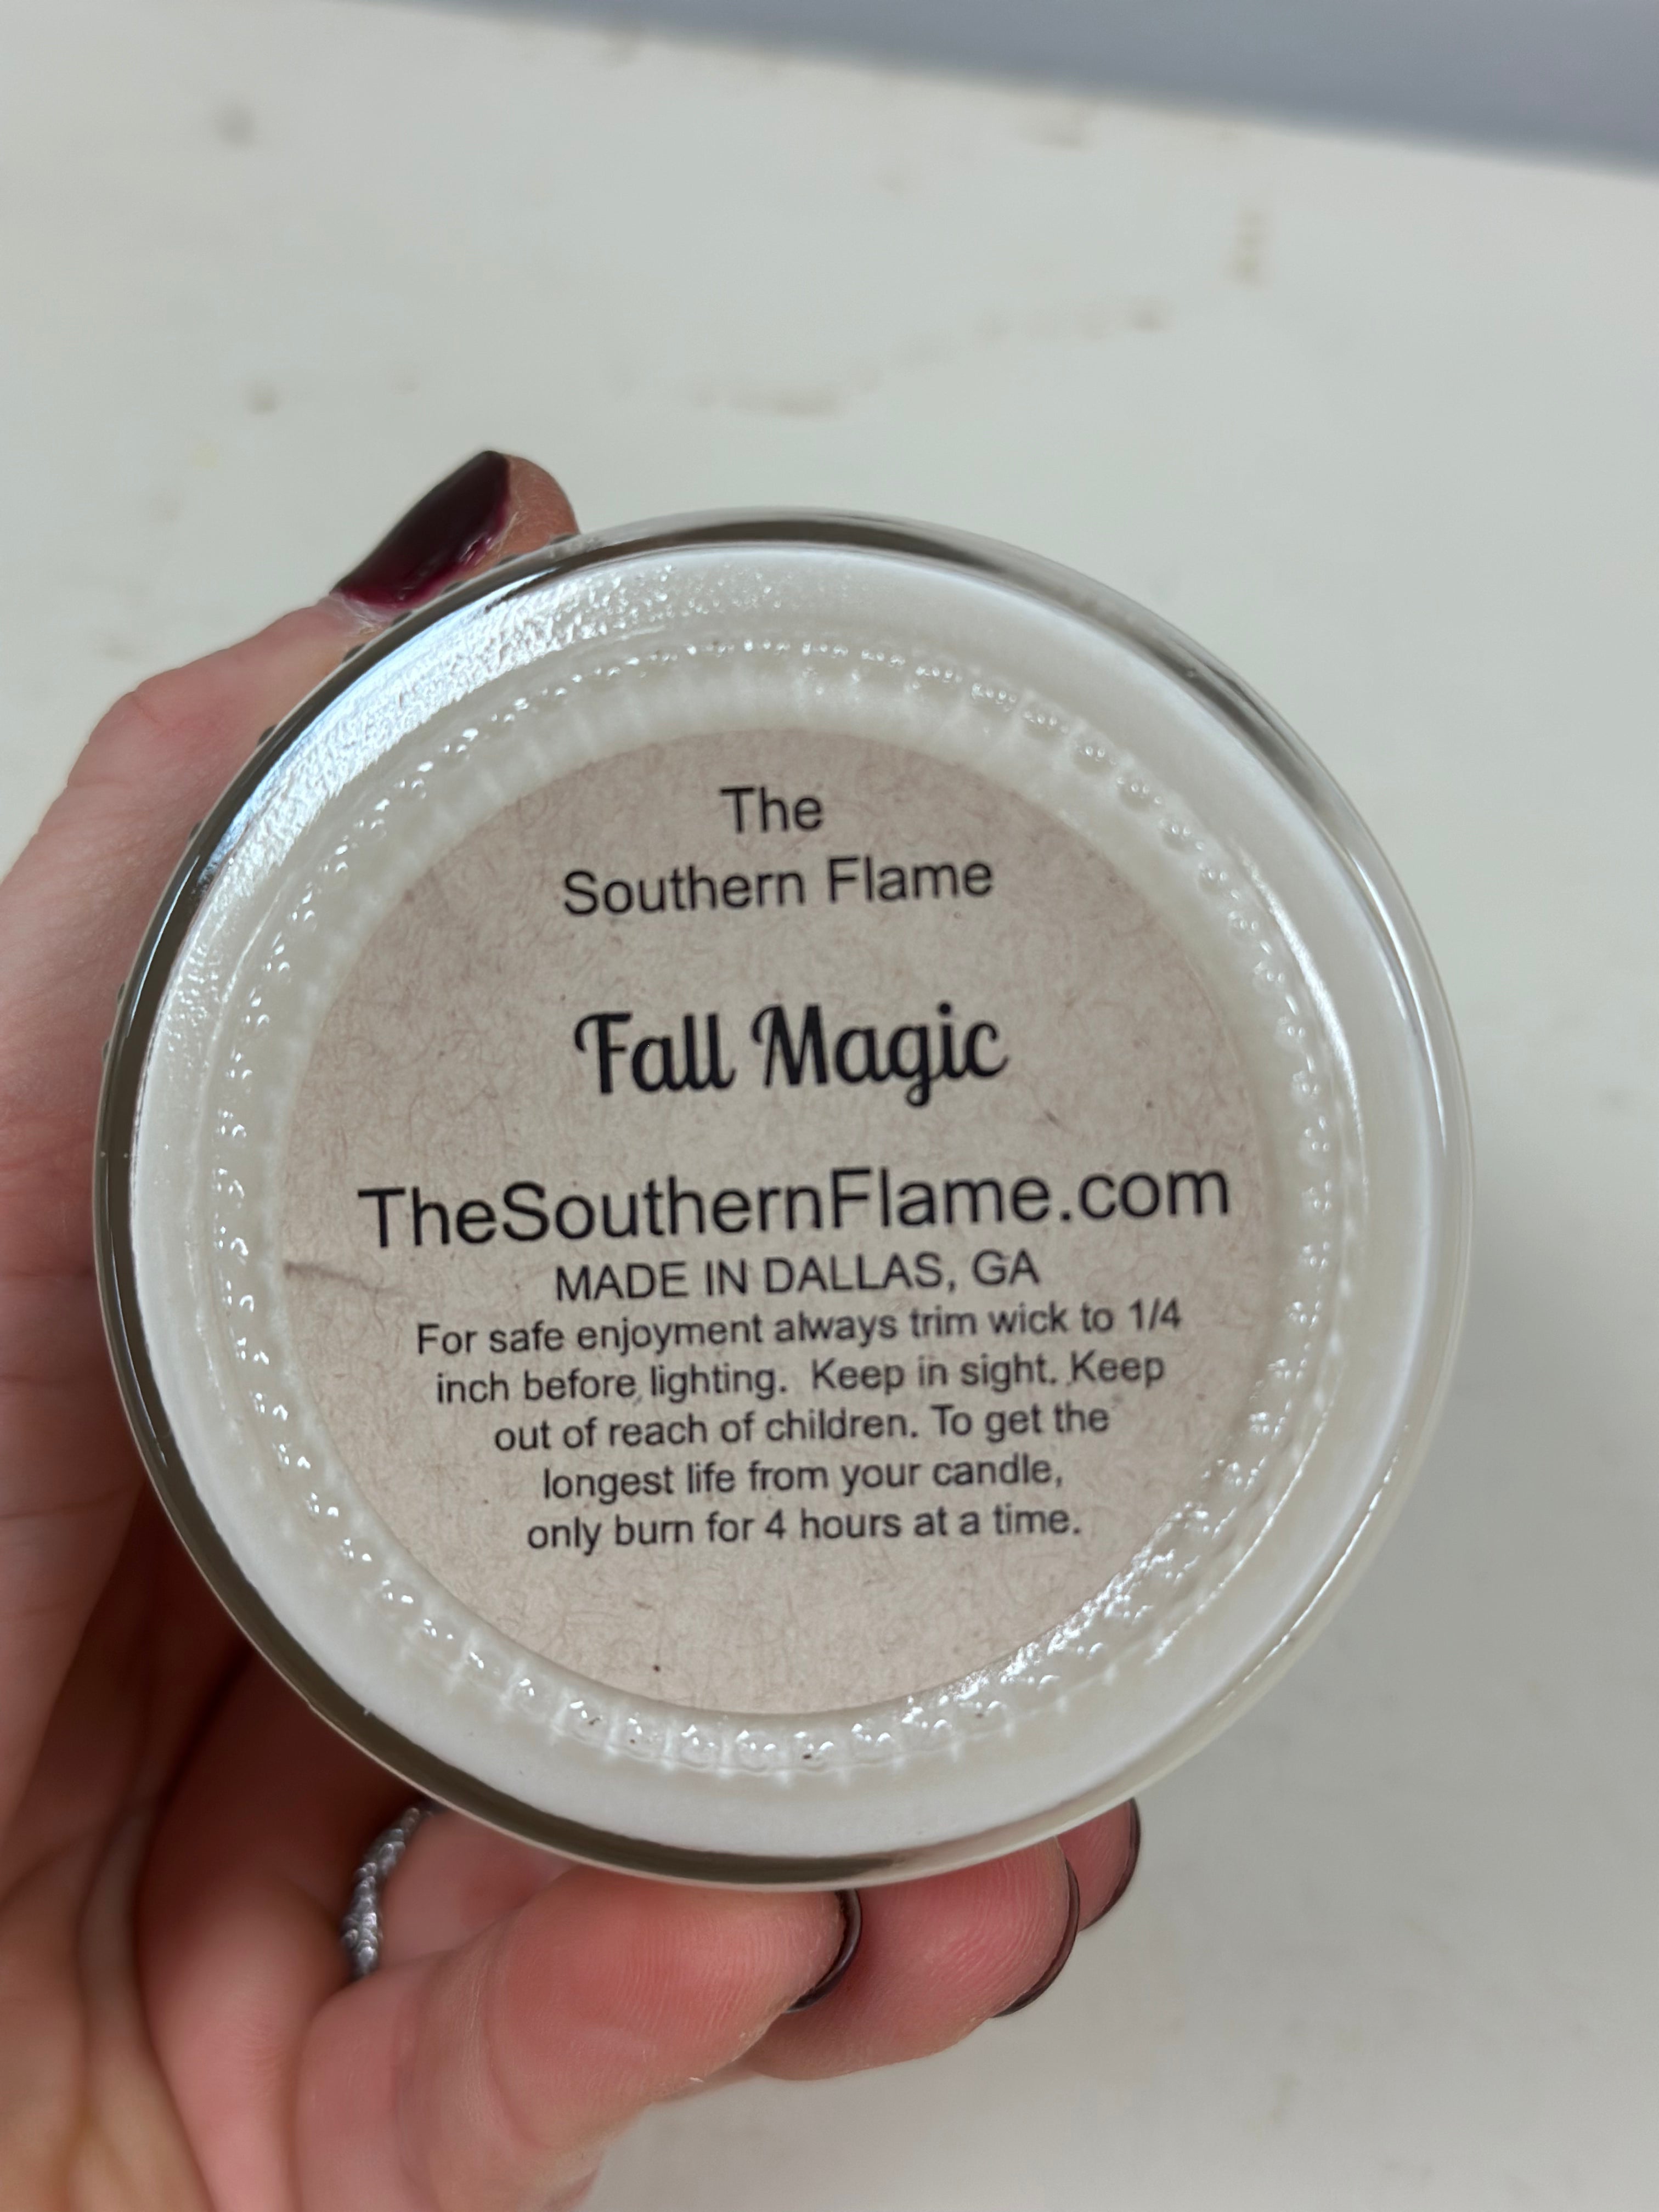 The
Southern Flame
Fall Magic
TheSouthernFlame.com
MADE IN DALLAS, GA
For safe enjoyment always trim wick to 1/4
inch before lighting.  Keep in sight. Keep
out of reach of children. To get the
longest life from your candle,
only burn for 4 hours at a time.